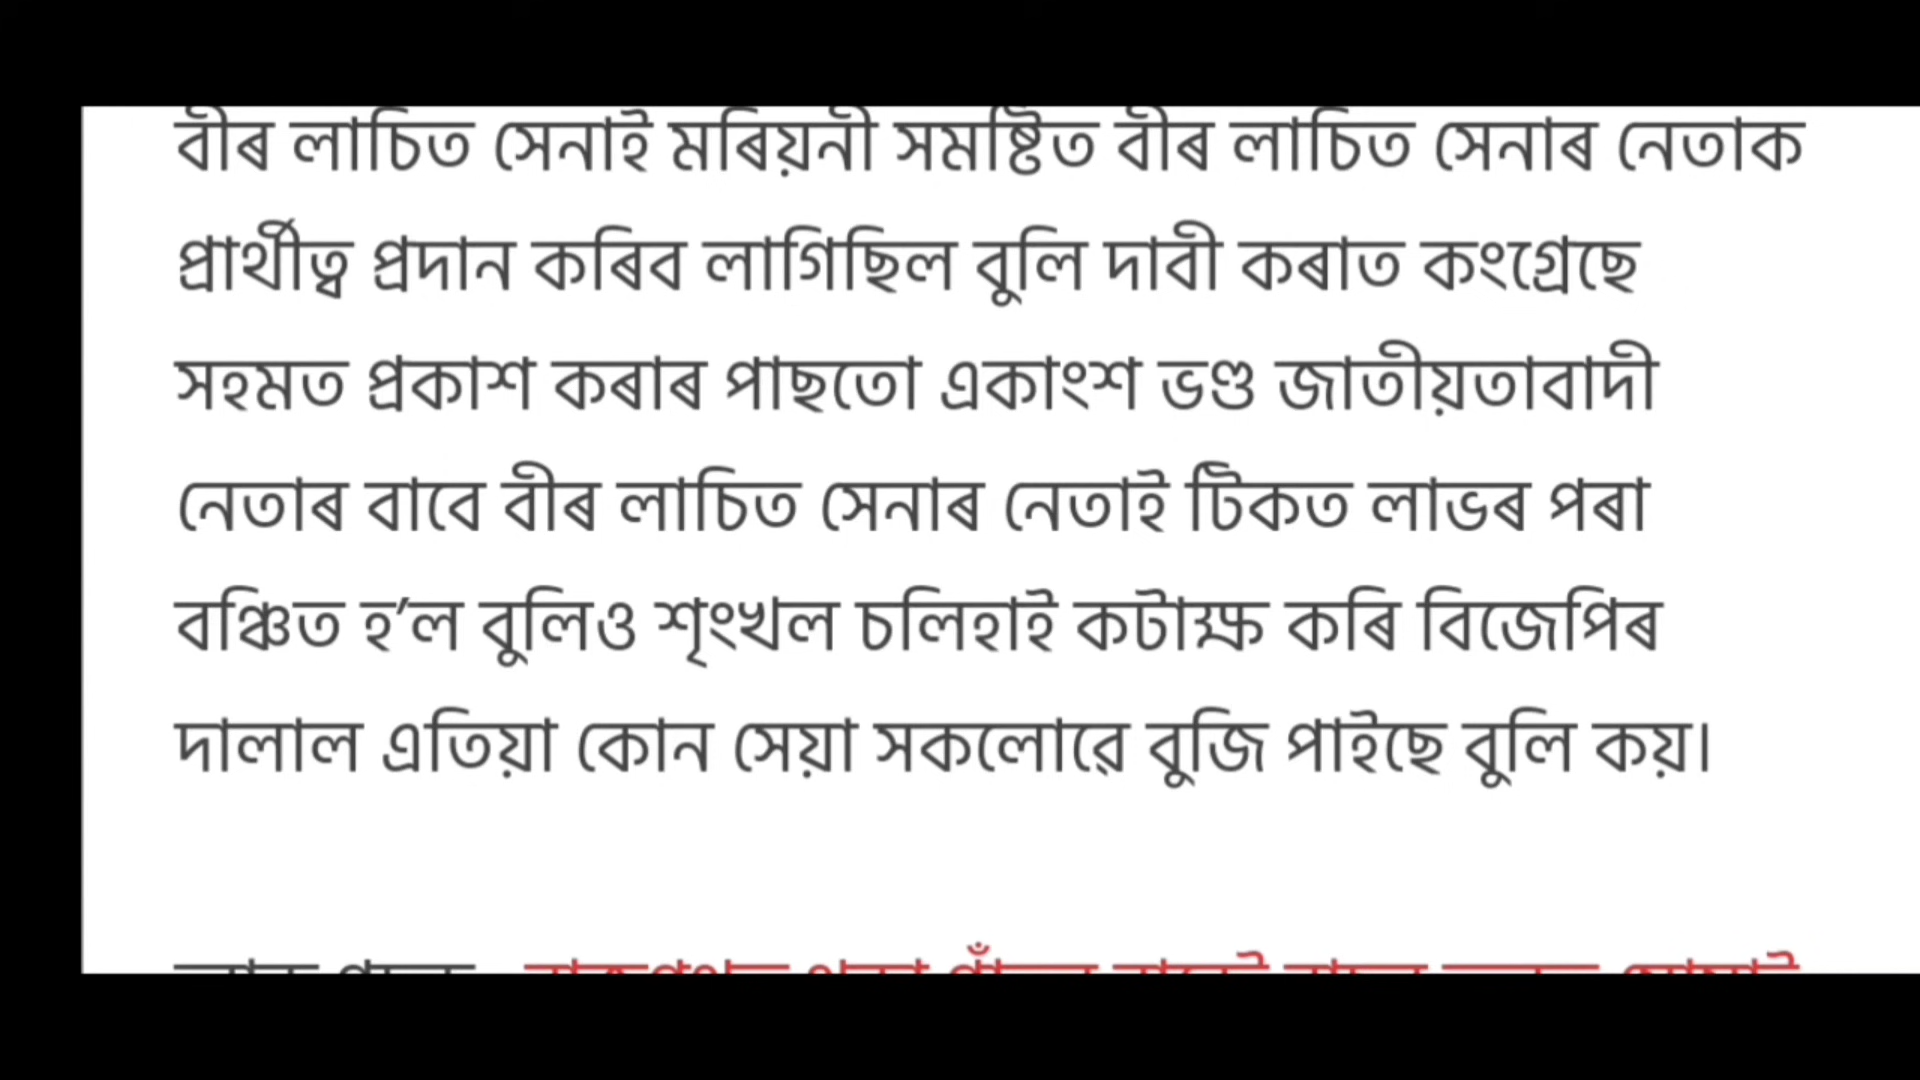 বীৰ লাচিত সেনাই মৰিয়নী সমষ্টিত বীৰ লাচিত সেনাৰ নেতাক
প্ৰাৰ্থীত্ব প্ৰদান কৰিব লাগিছিল বুলি দাবী কৰাত কংগ্ৰেছে
সহমত প্ৰকাশ কৰাৰ পাছতো একাংশ ভণ্ড জাতীয়তাবাদী
নেতাৰ বাবে বীৰ লাচিত সেনাৰ নেতাই টিকত লাভৰ পৰা
বঞ্চিত হ’ল বুলিও শৃংখল চলিহাই কটাক্ষ কৰি বিজেপিৰ
দালাল এতিয়া কোন সেয়া সকলোৱে বুজি পাইছে বুলি কয়।